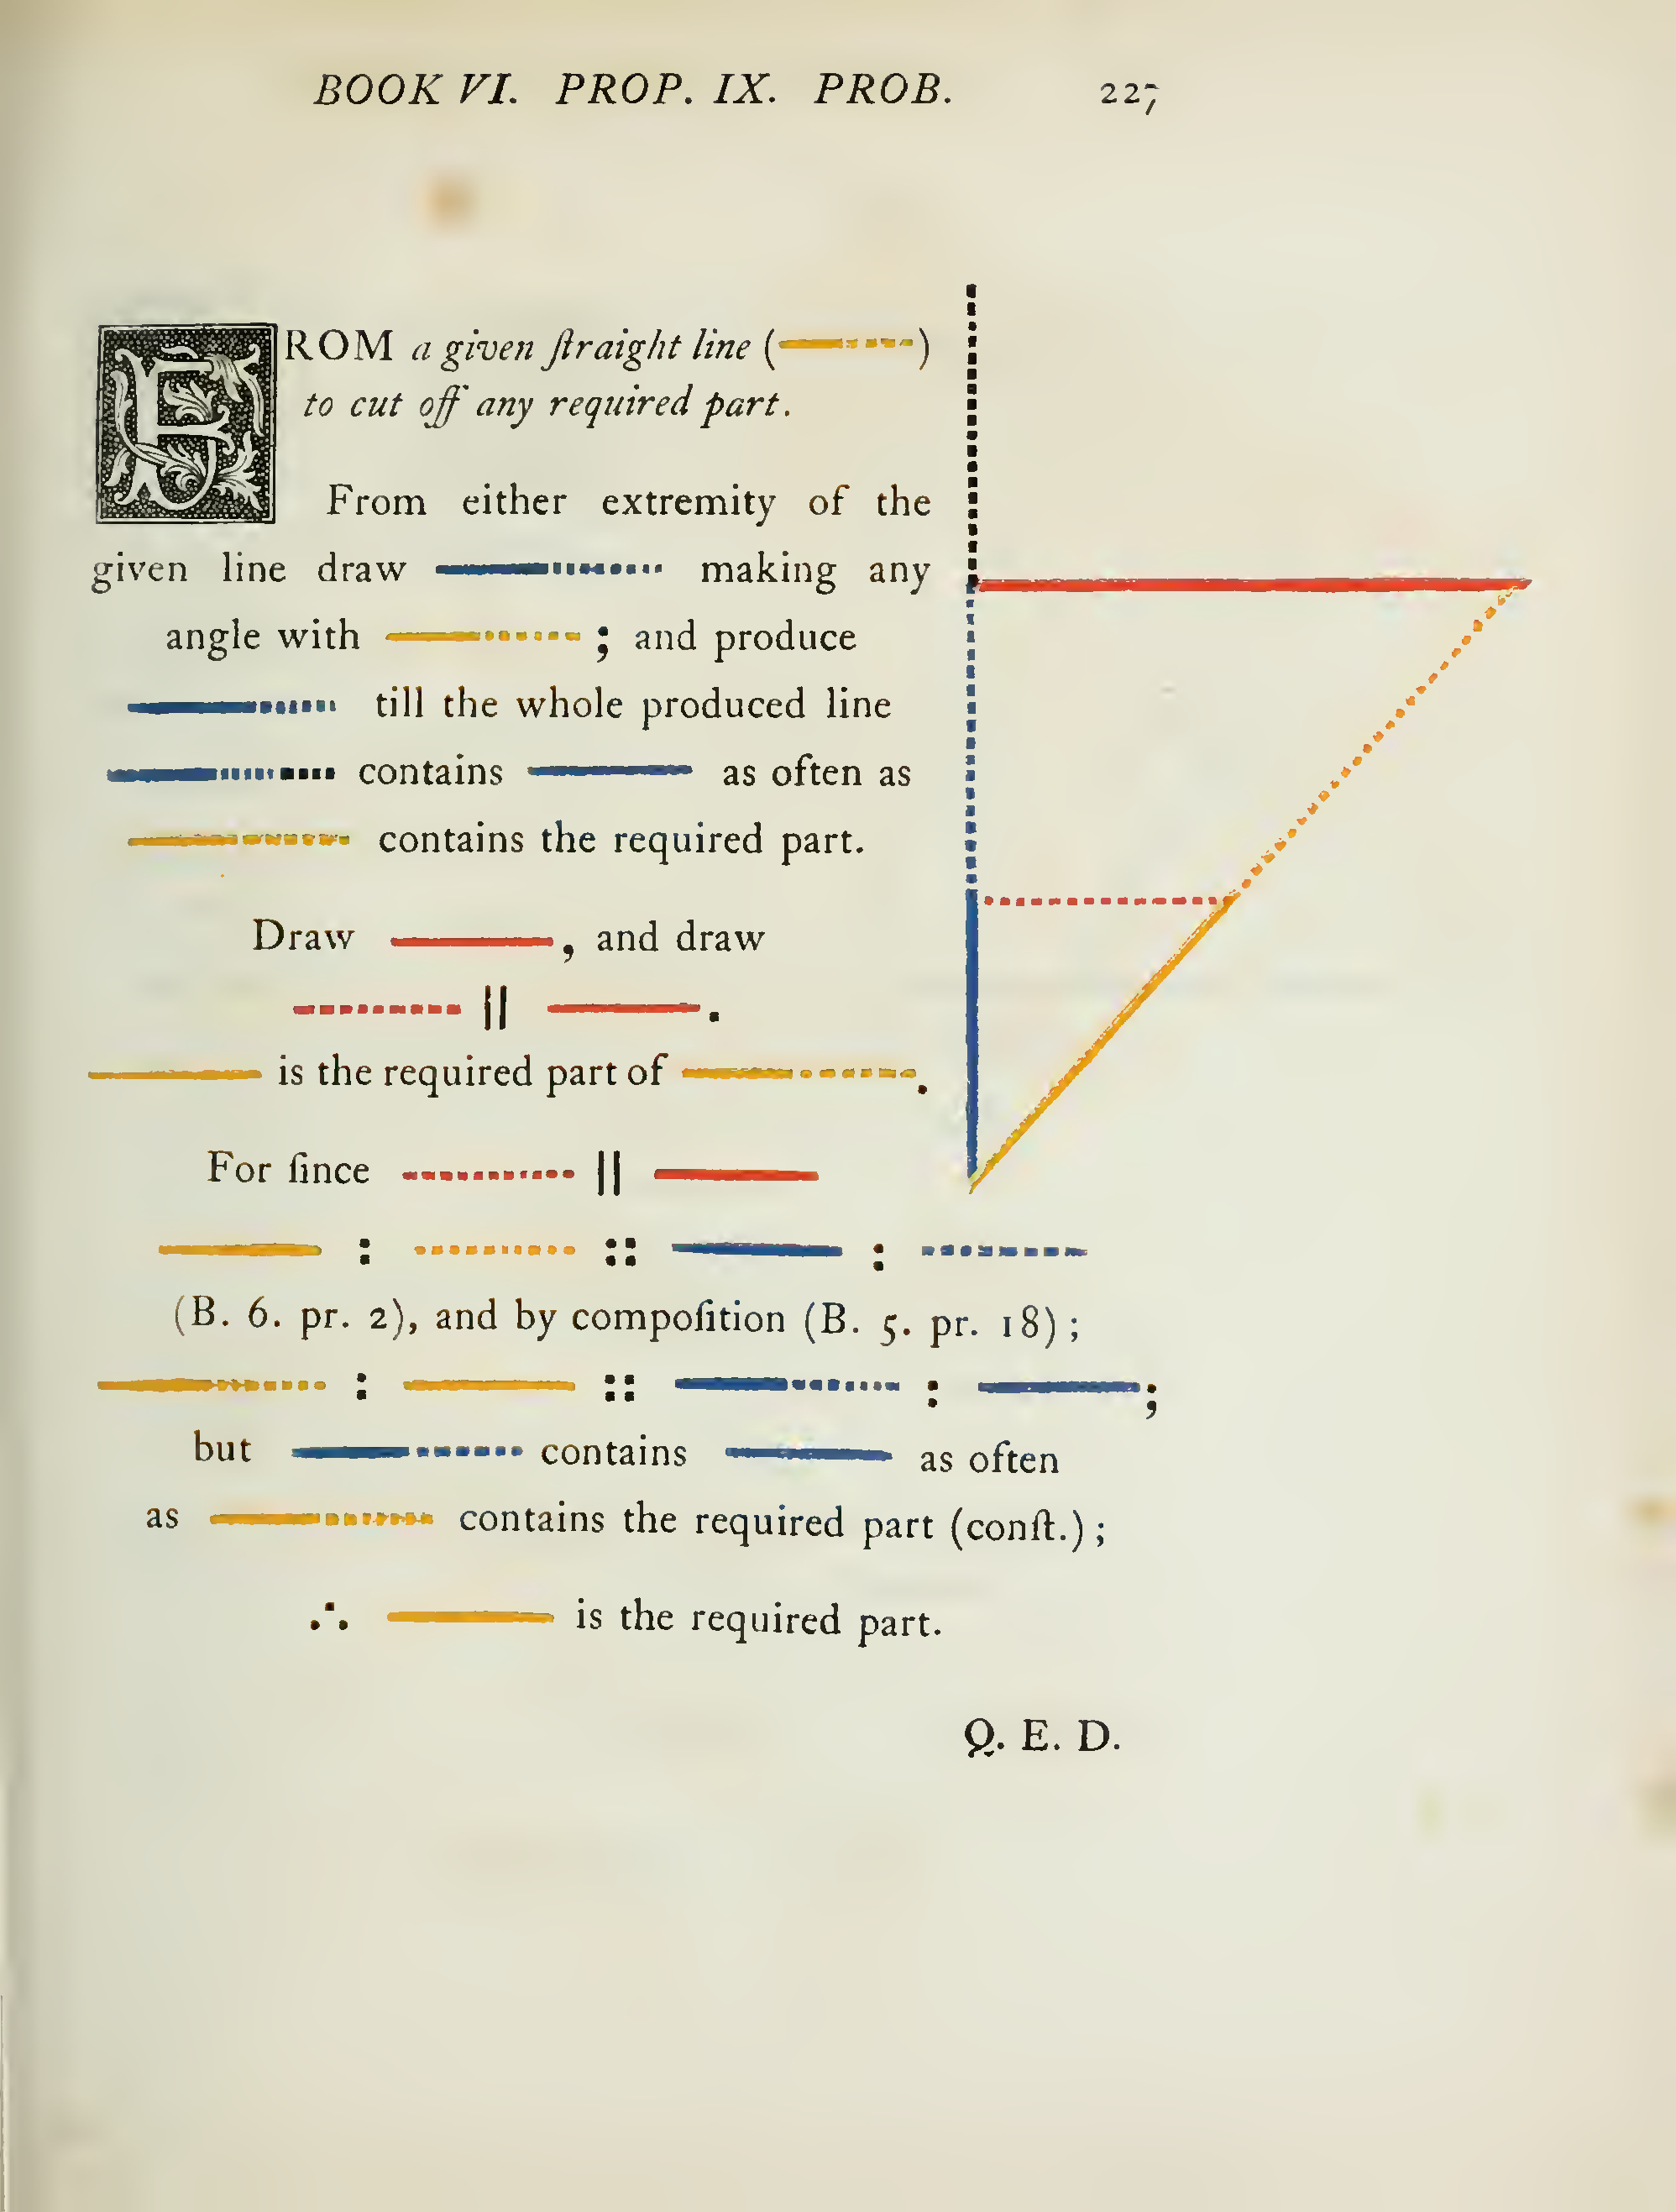 BOOK VI. PROP. IX. PROB. 227
FROM a given ſtraight line ( )
to cut off any required part.
From either extremity of the
given line draw making any
angle with ; and produce
till the whole produced line
contains as often as
contains the required part.
Draw , and draw
|| .
is the required part of .
For ſince ||
: :: :
(B. 6. pr. 2), and by compoſition (B. 5. pr. 18) ;
: :: : ;
but contains as often
as contains the required part (conſt.) ;
∴ is the required part.
Q. E. D.